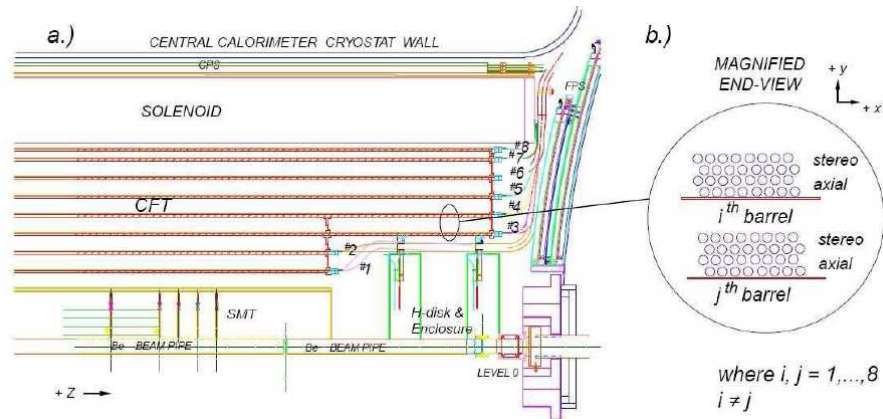 a.)
CENTRAL CALORIMETER CRYOSTAT WALL
CPS
SOLENOID
FPS
#8
#7
#6
#5
CFT
#4
#3
#2
#1
SMT
H-disk &
Enclosure
Be BEAM PIPE
Be BEAM PIPE
LEVEL 0
+ Z
b.)
MAGNIFIED
END-VIEW
+ y
+ x
stereo
axial
i th barrel
stereo
axial
j th barrel
where i, j = 1,...,8
i ≠ j